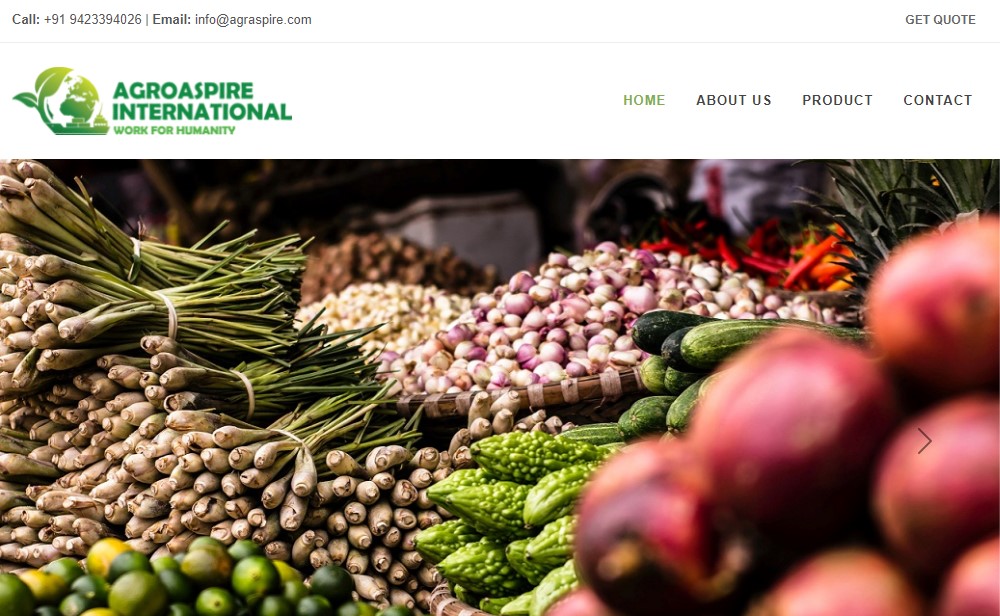 Call: +91 9423394026 | Email: info@agraspire.com
GET QUOTE
AGROASPIRE
INTERNATIONAL
WORK FOR HUMANITY
HOME
ABOUT US
PRODUCT
CONTACT